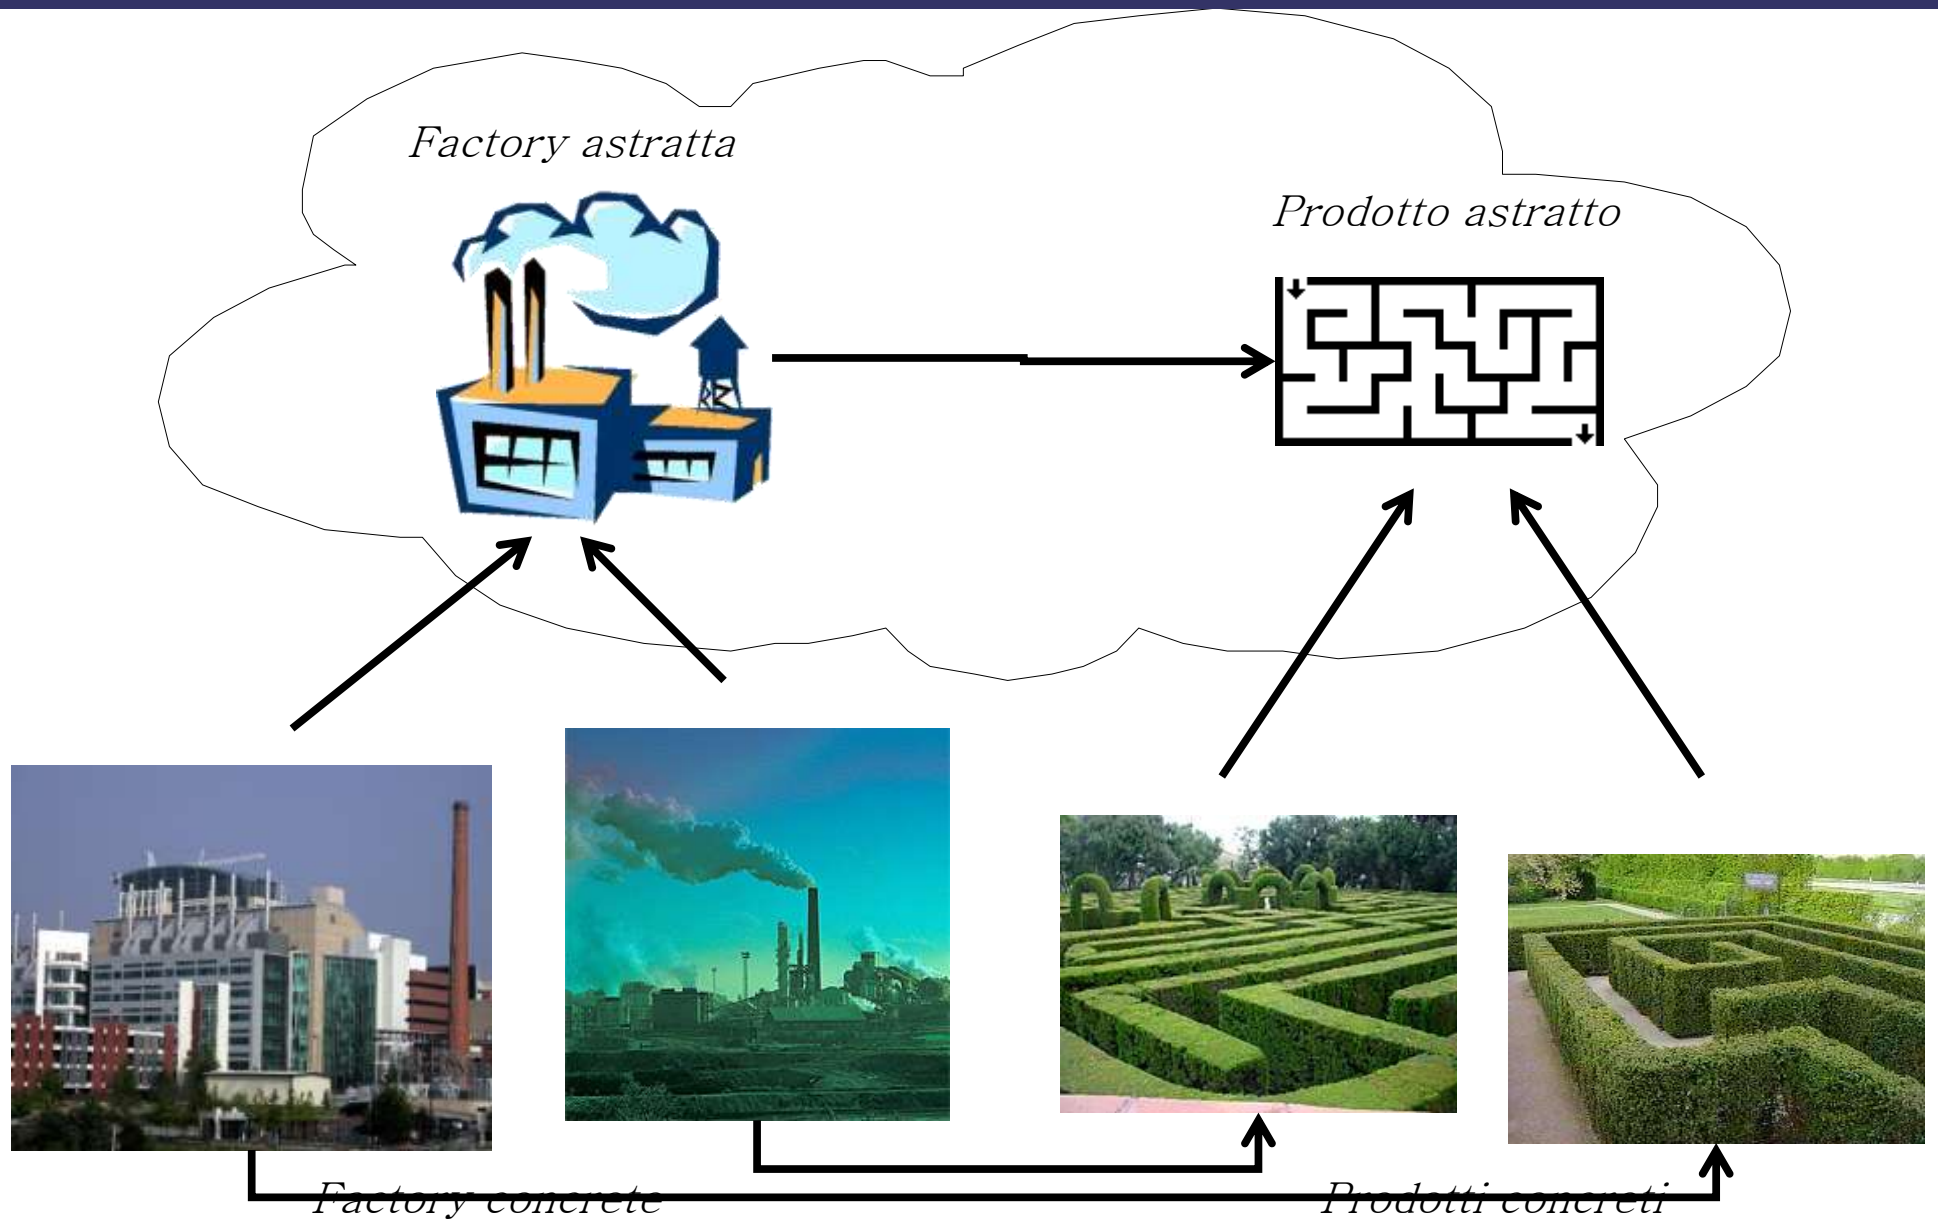 Factory astratta
Prodotto astratto
Factory concrete
Prodotti concreti